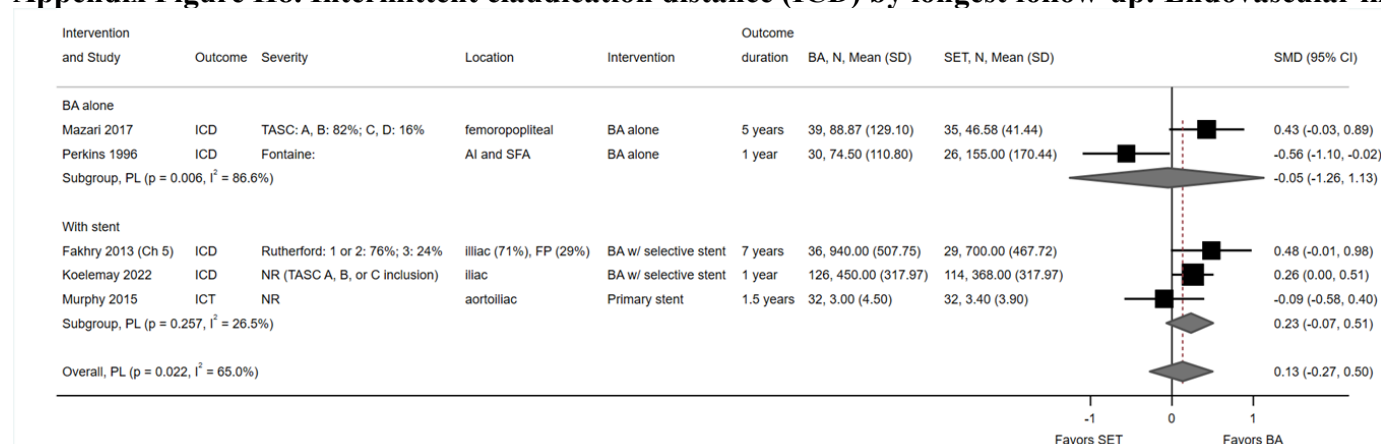 Appendix Figure H6. Intermittent claudication distance (ICD) by longest follow-up: Endovascular
Intervention and Study Outcome Severity Location Intervention Outcome duration BA, N, Mean (SD) SET, N, Mean (SD) SMD (95% CI)
BA alone
Mazari 2017 ICD TASC: A, B: 82%; C, D: 16% femoropopliteal BA alone 5 years 39, 88.87 (129.10) 35, 46.58 (41.44) 0.43 (-0.03, 0.89)
Perkins 1996 ICD Fontaine: AI and SFA BA alone 1 year 30, 74.50 (110.80) 26, 155.00 (170.44) -0.56 (-1.10, -0.02)
Subgroup, PL (p = 0.006, I² = 86.6%) -0.05 (-1.26, 1.13)
With stent
Fakhry 2013 (Ch 5) ICD Rutherford: 1 or 2: 76%; 3: 24% illiac (71%), FP (29%) BA w/ selective stent 7 years 36, 940.00 (507.75) 29, 700.00 (467.72) 0.48 (-0.01, 0.98)
Koelemay 2022 ICD NR (TASC A, B, or C inclusion) iliac BA w/ selective stent 1 year 126, 450.00 (317.97) 114, 368.00 (317.97) 0.26 (0.00, 0.51)
Murphy 2015 ICT NR aortoiliac Primary stent 1.5 years 32, 3.00 (4.50) 32, 3.40 (3.90) -0.09 (-0.58, 0.40)
Subgroup, PL (p = 0.257, I² = 26.5%) 0.23 (-0.07, 0.51)
Overall, PL (p = 0.022, I² = 65.0%) 0.13 (-0.27, 0.50)
-1 0 1
Favors SET Favors BA